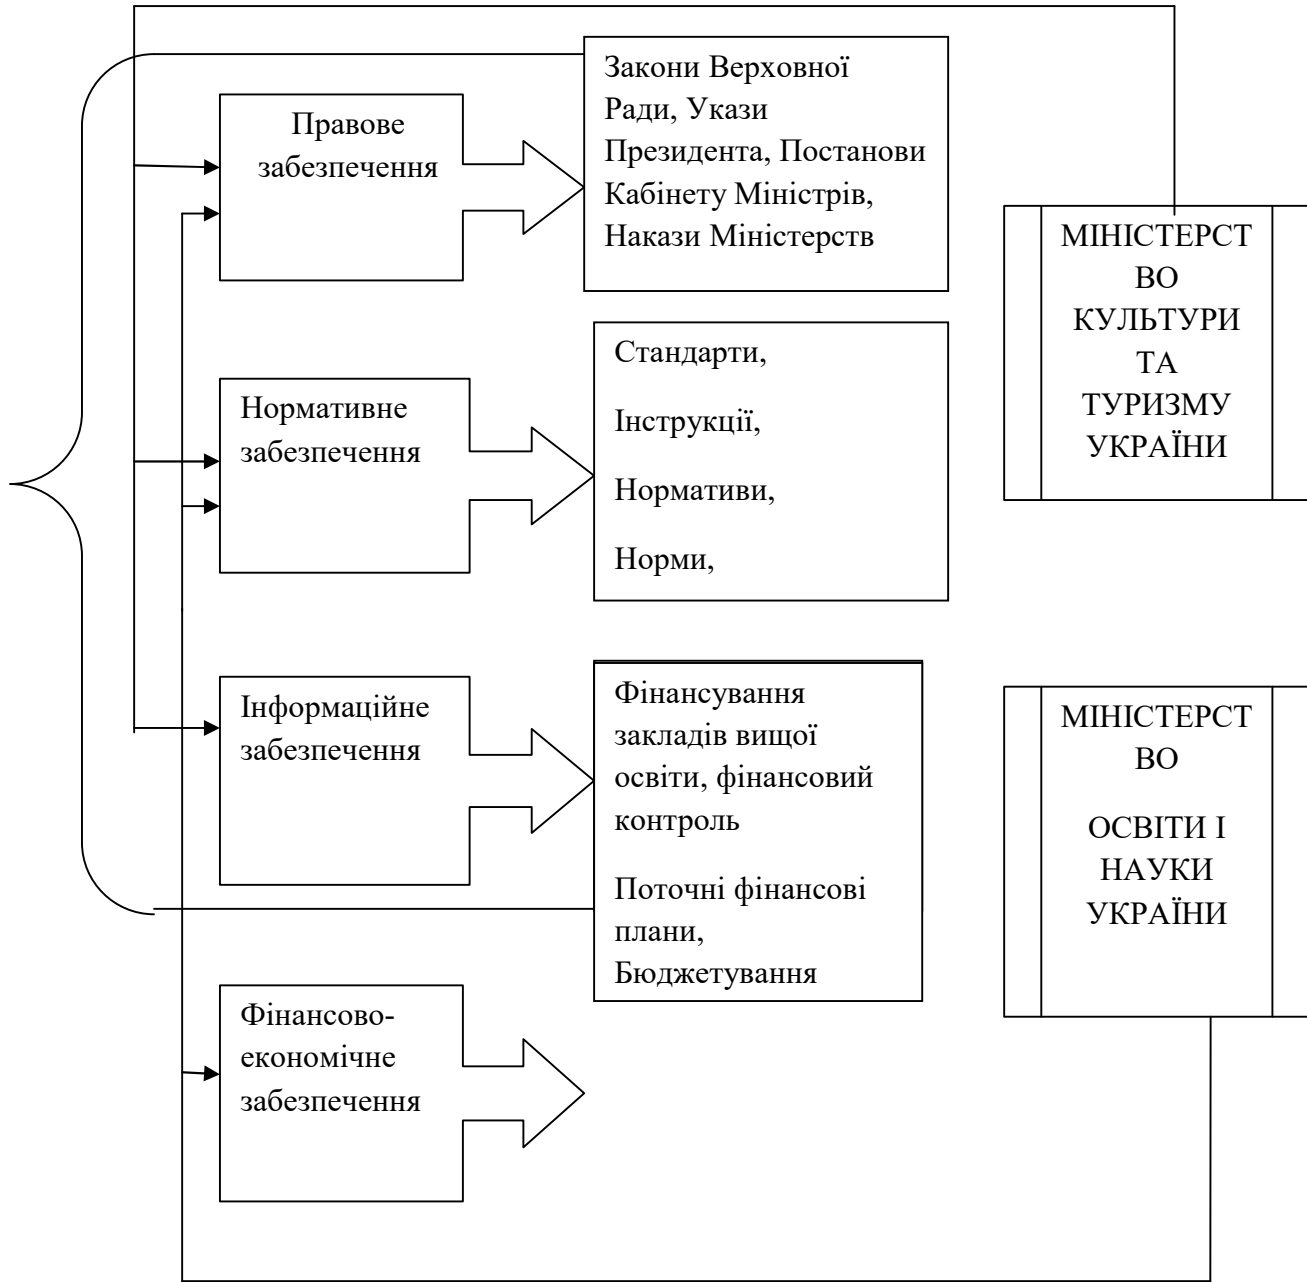 Правове
забезпечення
Закони Верховної
Ради, Укази
Президента, Постанови
Кабінету Міністрів,
Накази Міністерств
МІНІСТЕРСТ
ВО
КУЛЬТУРИ
ТА
ТУРИЗМУ
УКРАЇНИ
Нормативне
забезпечення
Стандарти,
Інструкції,
Нормативи,
Норми,
Інформаційне
забезпечення
Фінансування
закладів вищої
освіти, фінансовий
контроль
Поточні фінансові
плани,
Бюджетування
МІНІСТЕРСТ
ВО
ОСВІТИ І
НАУКИ
УКРАЇНИ
Фінансово-
економічне
забезпечення